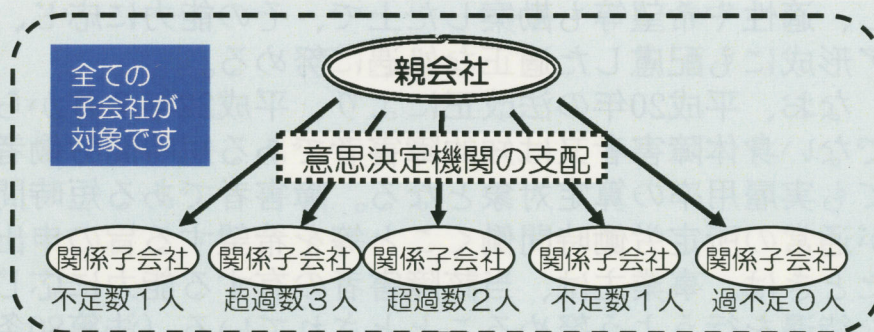 全ての
子会社が
対象です
親会社
意思決定機関の支配
関係子会社 関係子会社 関係子会社 関係子会社 関係子会社
不足数1人 超過数3人 超過数2人 不足数1人 過不足0人